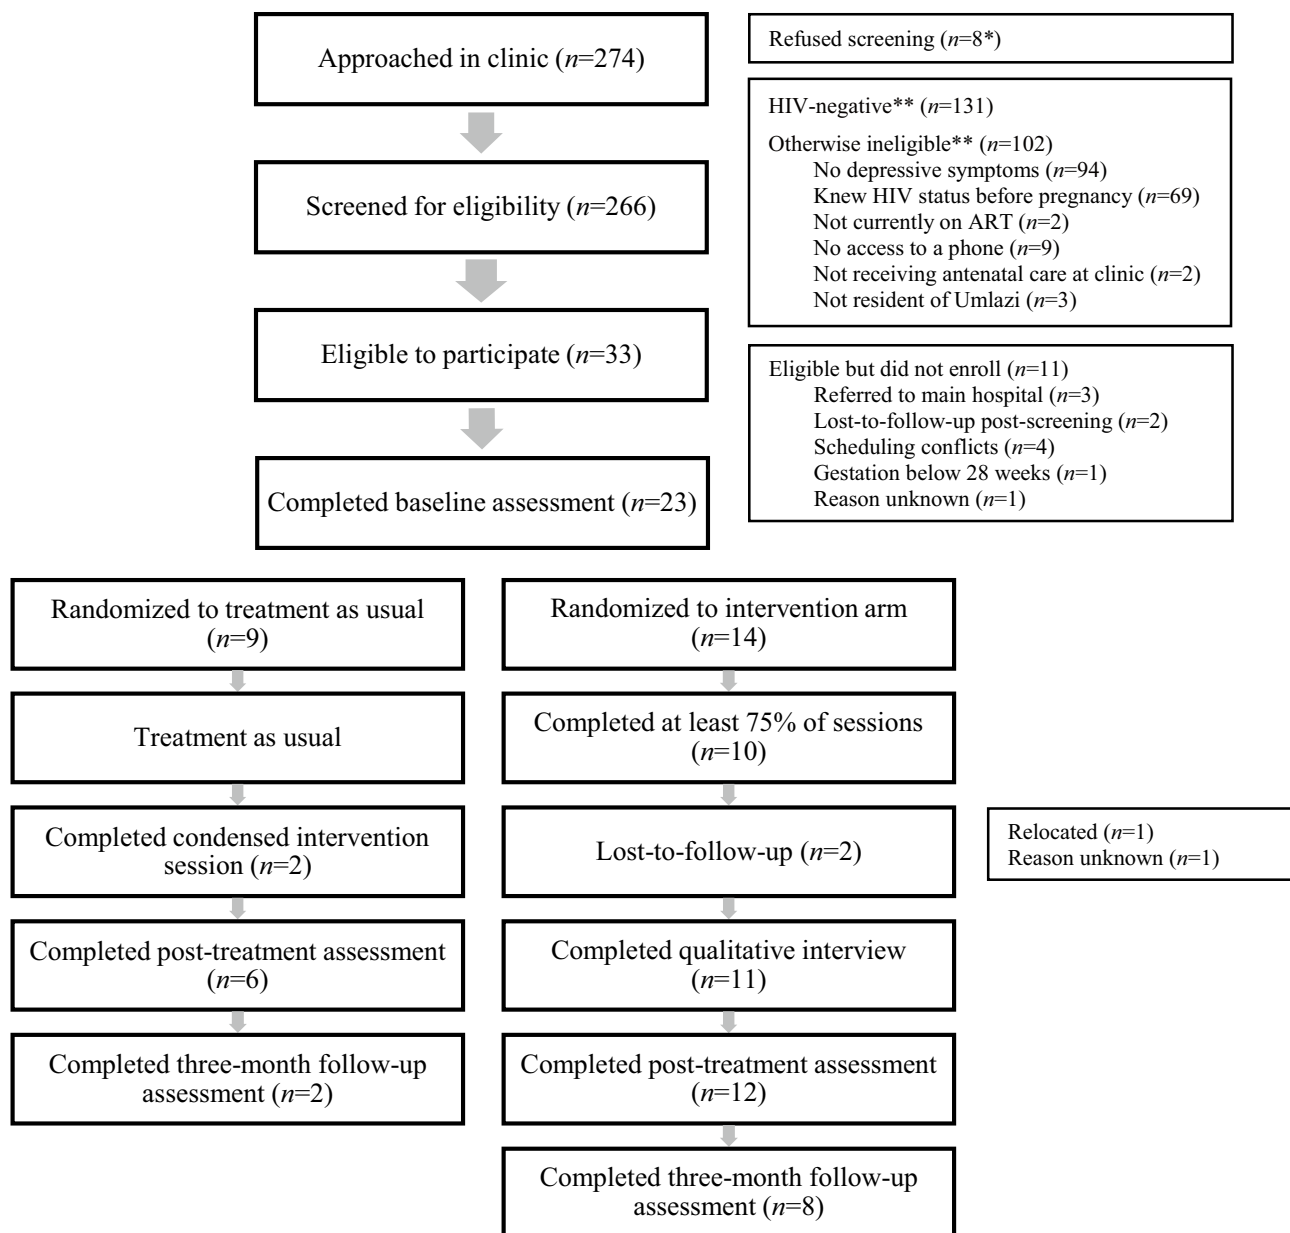 Approached in clinic (n=274)
Refused screening (n=8*)
Screened for eligibility (n=266)
HIV-negative** (n=131)
Otherwise ineligible** (n=102)
No depressive symptoms (n=94)
Knew HIV status before pregnancy (n=69)
Not currently on ART (n=2)
No access to a phone (n=9)
Not receiving antenatal care at clinic (n=2)
Not resident of Umlazi (n=3)
Eligible to participate (n=33)
Eligible but did not enroll (n=11)
Referred to main hospital (n=3)
Lost-to-follow-up post-screening (n=2)
Scheduling conflicts (n=4)
Gestation below 28 weeks (n=1)
Reason unknown (n=1)
Completed baseline assessment (n=23)
Randomized to treatment as usual
(n=9)
Treatment as usual
Completed condensed intervention
session (n=2)
Completed post-treatment assessment
(n=6)
Completed three-month follow-up
assessment (n=2)
Randomized to intervention arm
(n=14)
Completed at least 75% of sessions
(n=10)
Lost-to-follow-up (n=2)
Relocated (n=1)
Reason unknown (n=1)
Completed qualitative interview
(n=11)
Completed post-treatment assessment
(n=12)
Completed three-month follow-up
assessment (n=8)